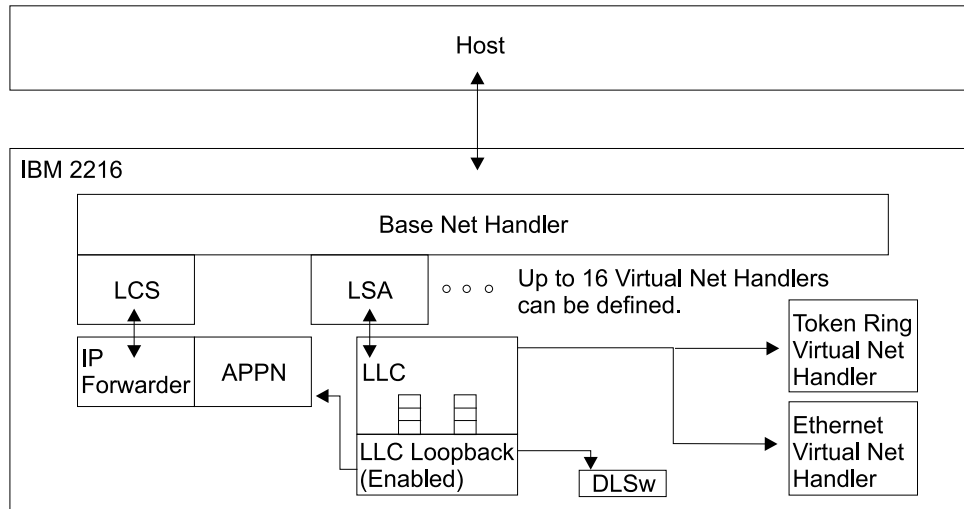 Host
IBM 2216
Base Net Handler
LCS
LSA
Up to 16 Virtual Net Handlers
can be defined.
Token Ring
Virtual Net
Handler
IP
Forwarder
APPN
LLC
Ethernet
Virtual Net
Handler
LLC Loopback
(Enabled)
DLSw